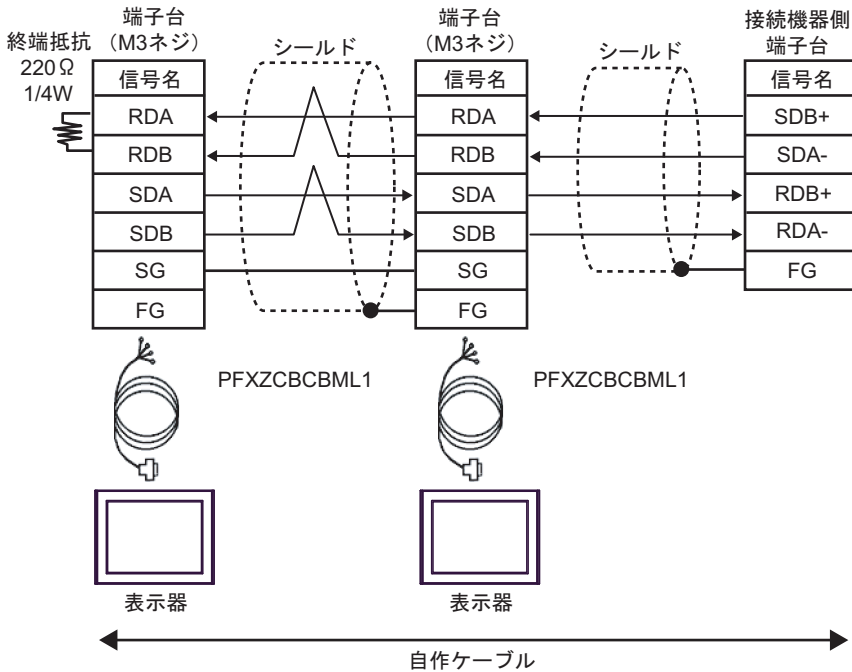 終端抵抗
220Ω
1/4W
端子台
（M3ネジ）
信号名
RDA
RDB
SDA
SDB
SG
FG
シールド
端子台
（M3ネジ）
信号名
RDA
RDB
SDA
SDB
SG
FG
シールド
接続機器側
端子台
信号名
SDB+
SDA-
RDB+
RDA-
FG
PFXZCBCBML1
PFXZCBCBML1
表示器
表示器
自作ケーブル